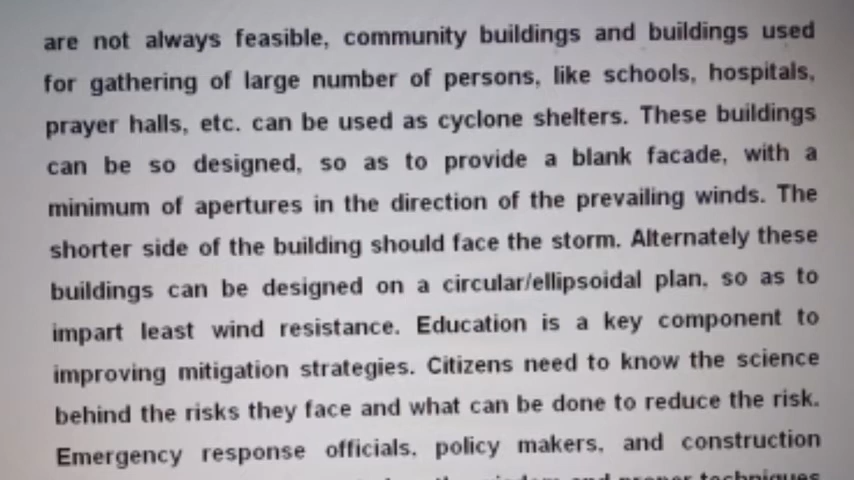 are not always feasible, community buildings and buildings used
for gathering of large number of persons, like schools, hospitals,
prayer halls, etc. can be used as cyclone shelters. These buildings
can be so designed, so as to provide a blank facade, with a
minimum of apertures in the direction of the prevailing winds. The
shorter side of the building should face the storm. Alternately these
buildings can be designed on a circular/ellipsoidal plan, so as to
impart least wind resistance. Education is a key component to
improving mitigation strategies. Citizens need to know the science
behind the risks they face and what can be done to reduce the risk.
Emergency response officials, policy makers, and construction
and proper techniques